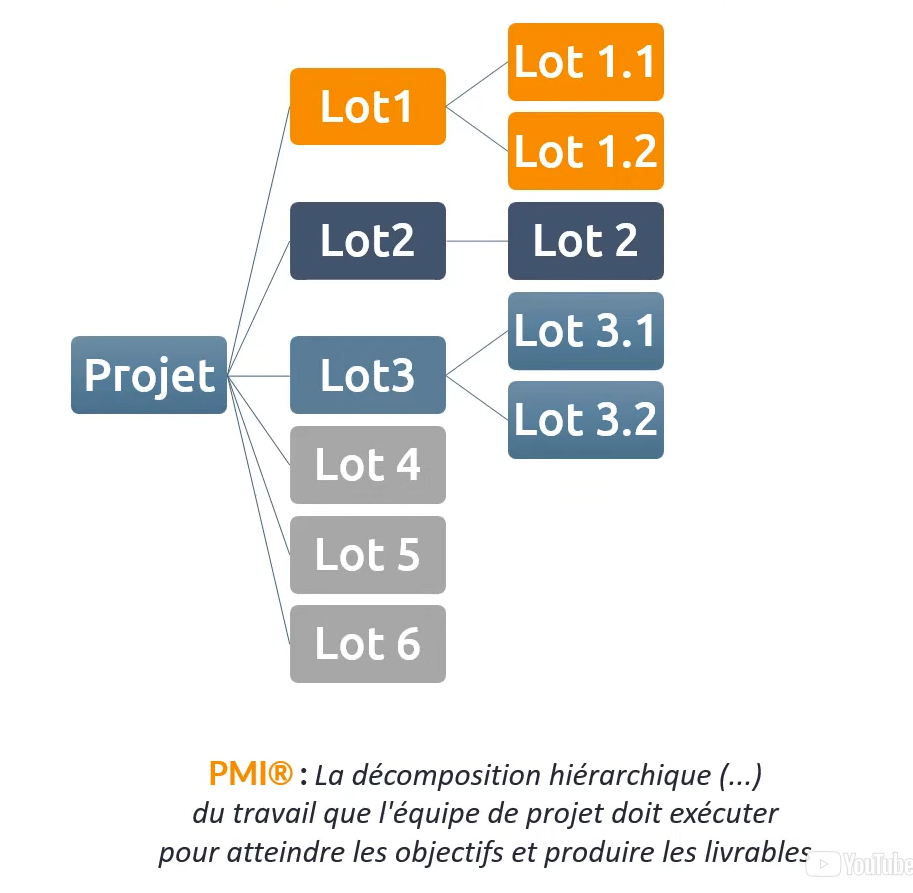 Lot 1.1
Lot1
Lot 1.2
Lot2
Lot 2
Lot 3.1
Projet
Lot3
Lot 3.2
Lot 4
Lot 5
Lot 6
PMI® : La décomposition hiérarchique (...)
du travail que l'équipe de projet doit exécuter
pour atteindre les objectifs et produire les livrables
YouTube